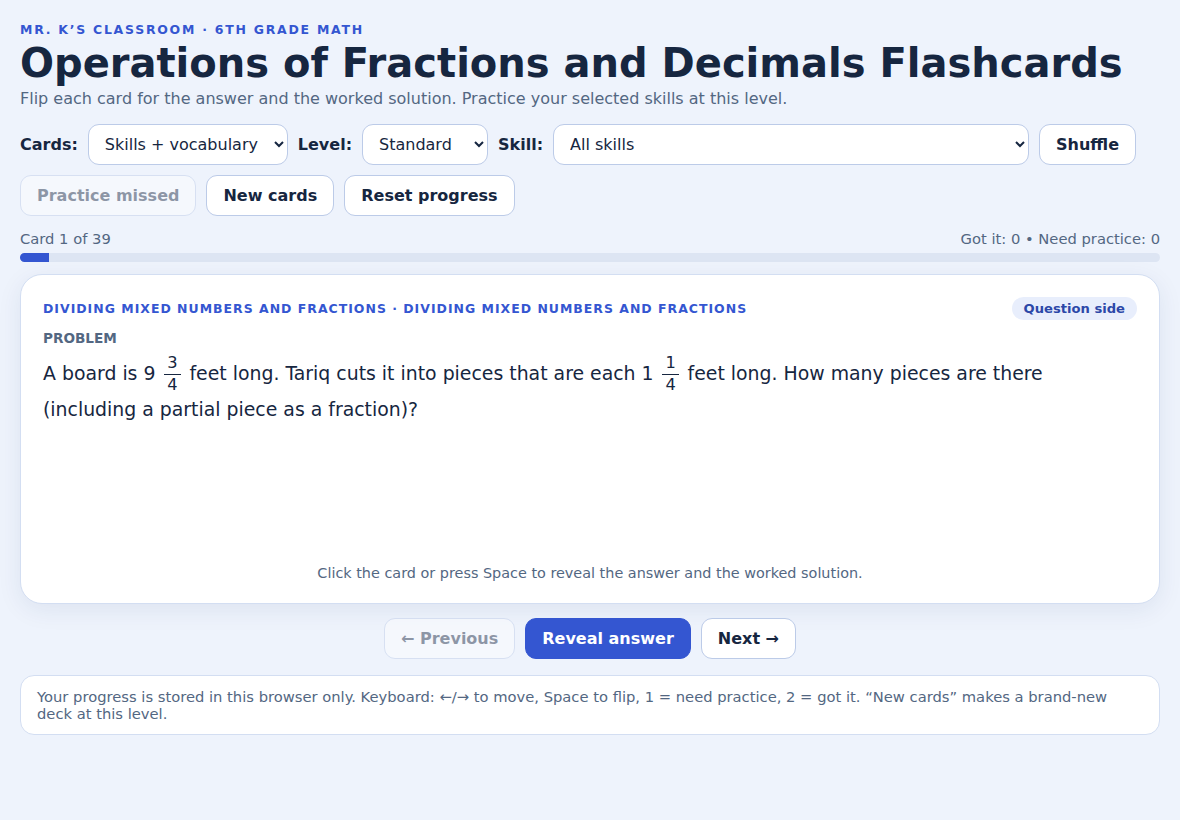 MR. K’S CLASSROOM · 6TH GRADE MATH
Operations of Fractions and Decimals Flashcards
Flip each card for the answer and the worked solution. Practice your selected skills at this level.
Cards: Skills + vocabulary Level: Standard Skill: All skills Shuffle
Practice missed New cards Reset progress
Card 1 of 39 Got it: 0 • Need practice: 0
DIVIDING MIXED NUMBERS AND FRACTIONS · DIVIDING MIXED NUMBERS AND FRACTIONS Question side
PROBLEM
A board is 9 3/4 feet long. Tariq cuts it into pieces that are each 1 1/4 feet long. How many pieces are there
(including a partial piece as a fraction)?
Click the card or press Space to reveal the answer and the worked solution.
← Previous Reveal answer Next →
Your progress is stored in this browser only. Keyboard: ←/→ to move, Space to flip, 1 = need practice, 2 = got it. “New cards” makes a brand-new
deck at this level.